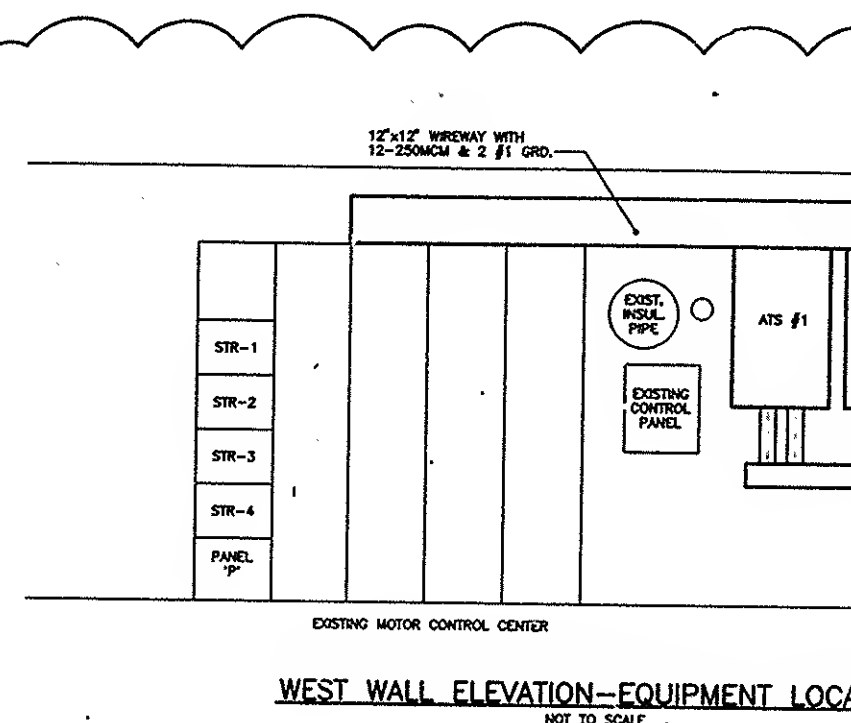 12"x12" WIREWAY WITH
12-250MCM & 2 #1 GRD.
EXIST.
INSUL.
PIPE
ATS #1
STR-1
STR-2
EXISTING
CONTROL
PANEL
STR-3
STR-4
PANEL
"P"
EXISTING MOTOR CONTROL CENTER
WEST WALL ELEVATION-EQUIPMENT LOCA
NOT TO SCALE